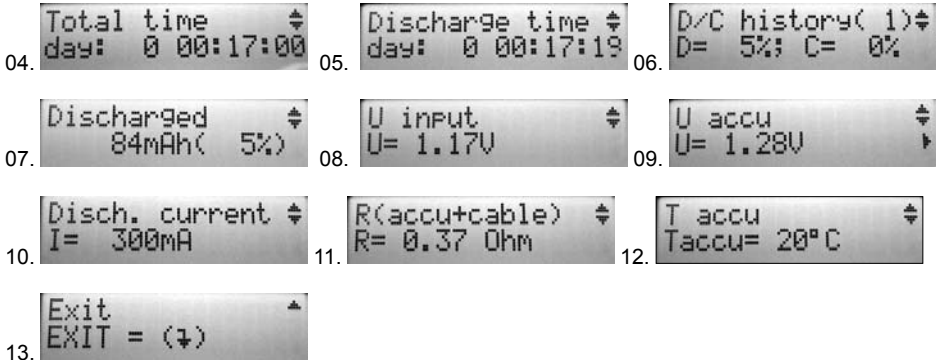 04. Total time
day: 0 00:17:00
05. Discharge time
day: 0 00:17:19
06. D/C history( 1)
D= 5%; C= 0%
07. Discharged
84mAh( 5%)
08. U input
U= 1.17V
09. U accu
U= 1.28V
10. Disch. current
I= 300mA
11. R(accu+cable)
R= 0.37 Ohm
12. T accu
Taccu= 20°C
13. Exit
EXIT = (↴)